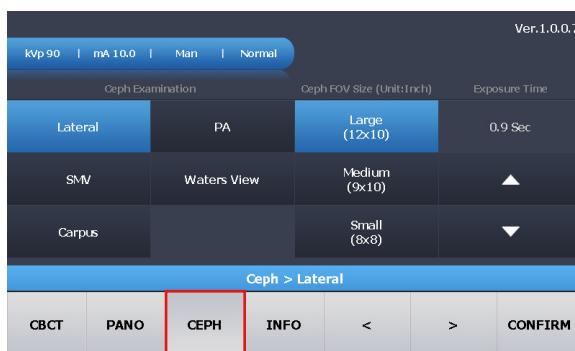 Ver.1.0.0.7
kVp 90 | mA 10.0 | Man | Normal
Ceph Examination Ceph FOV Size (Unit:Inch) Exposure Time
Lateral PA Large (12x10) 0.9 Sec
SMV Waters View Medium (9x10)
Carpus Small (8x8)
Ceph > Lateral
CBCT PANO CEPH INFO < > CONFIRM